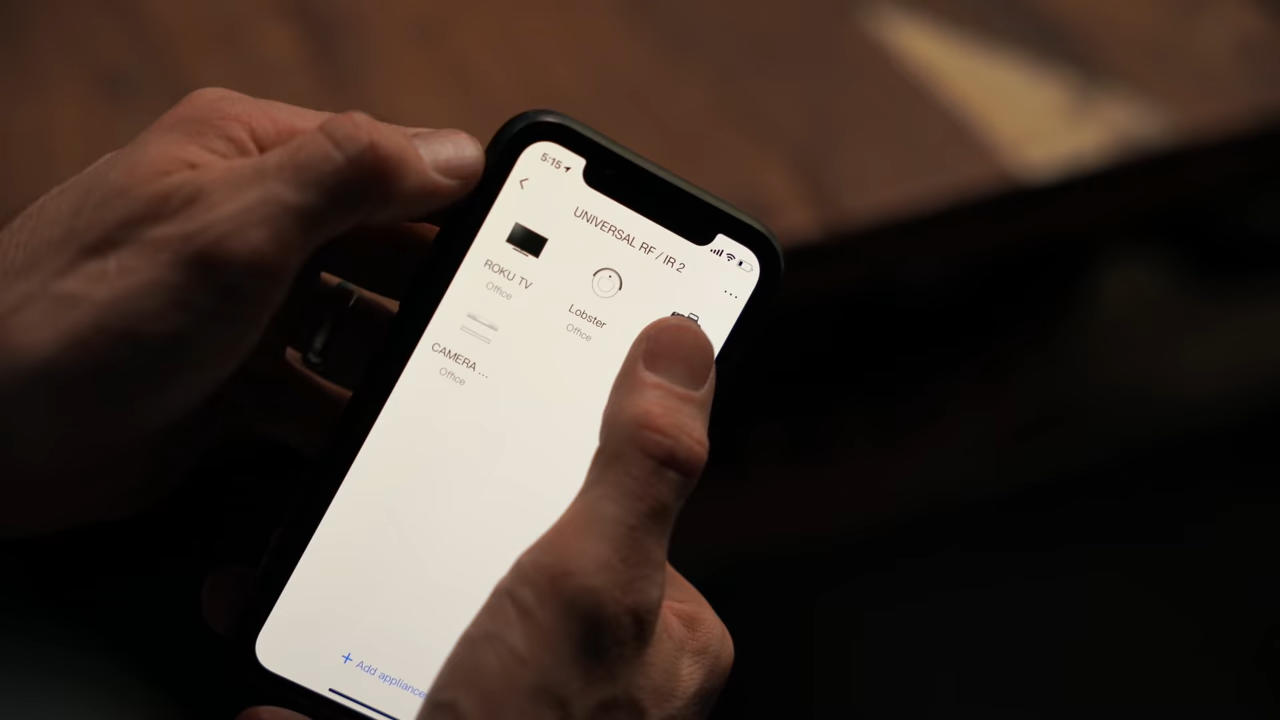 5:15
UNIVERSAL RF / IR 2
ROKU TV
Office
Lobster
Office
CAMERA ...
Office
+ Add appliance